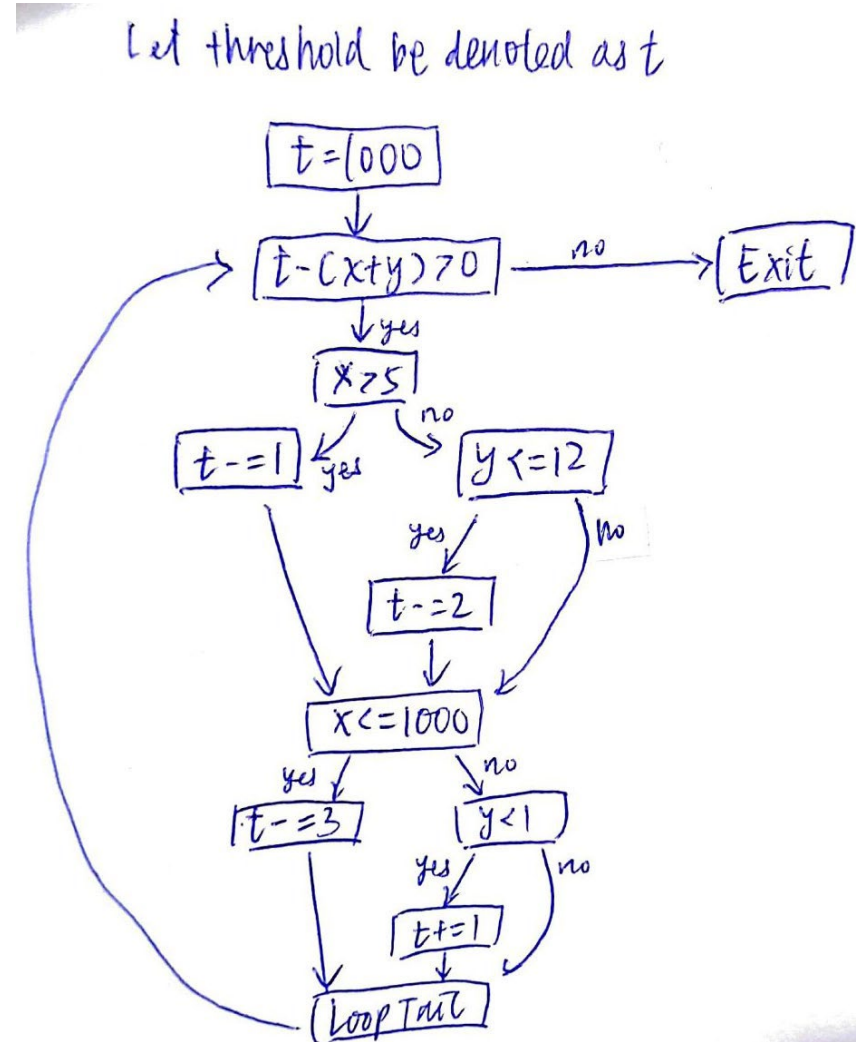 Let threshold be denoted as t
t=1000
t-(x+y)>0
no
Exit
yes
x>5
no
t-=1
yes
y<=12
yes
no
t-=2
x<=1000
yes
no
t-=3
y<1
yes
no
t+=1
Loop Tail